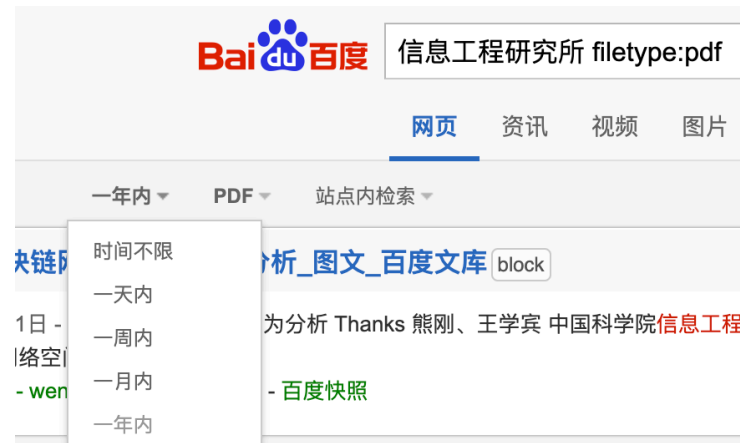 Bai du 百度 信息工程研究所 filetype:pdf
网页 资讯 视频 图片
一年内 PDF 站点内检索
时间不限
析_图文_百度文库 block
一天内
1日 - 为分析 Thanks 熊刚、王学宾 中国科学院信息工程
一周内
络空
一月内
- wen - 百度快照
一年内